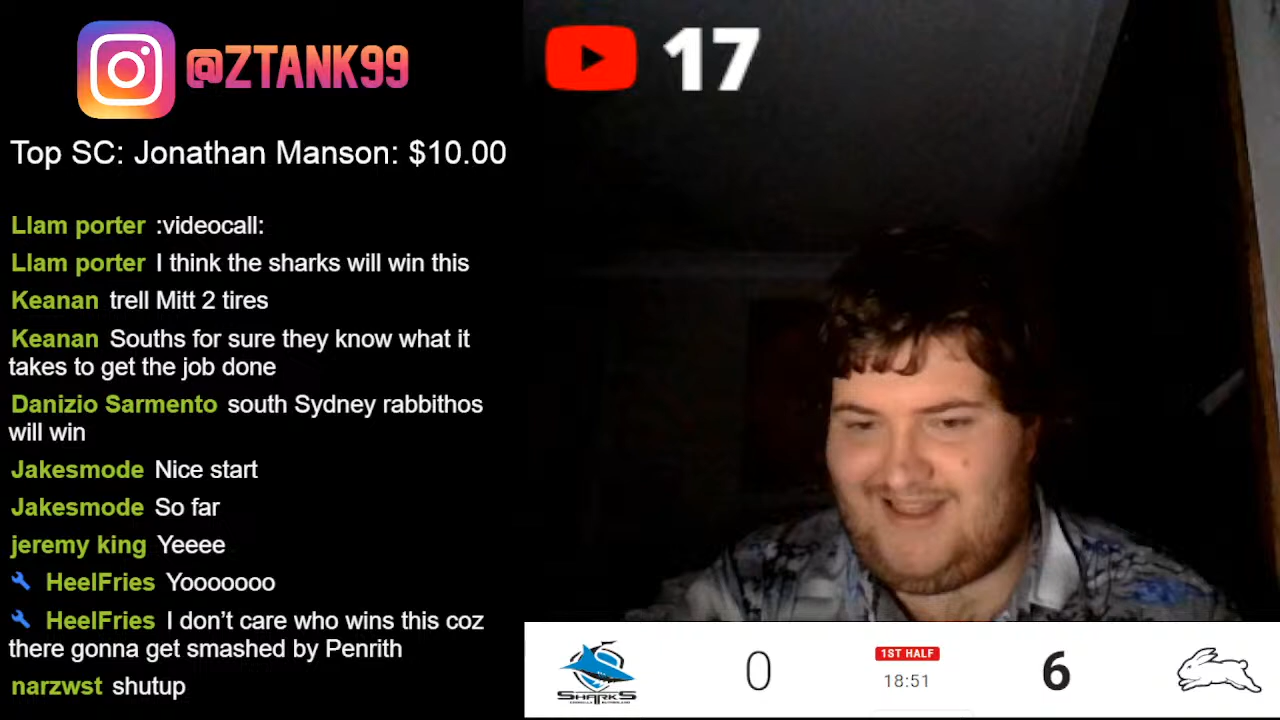 @ZTANK99
17
Top SC: Jonathan Manson: $10.00
Llam porter :videocall:
Llam porter I think the sharks will win this
Keanan trell Mitt 2 tires
Keanan Souths for sure they know what it
takes to get the job done
Danizio Sarmento south Sydney rabbithos
will win
Jakesmode Nice start
Jakesmode So far
jeremy king Yeeee
HeelFries Yooooooo
HeelFries I don’t care who wins this coz
there gonna get smashed by Penrith
narzwst shutup
SHARKS
0
1ST HALF
18:51
6